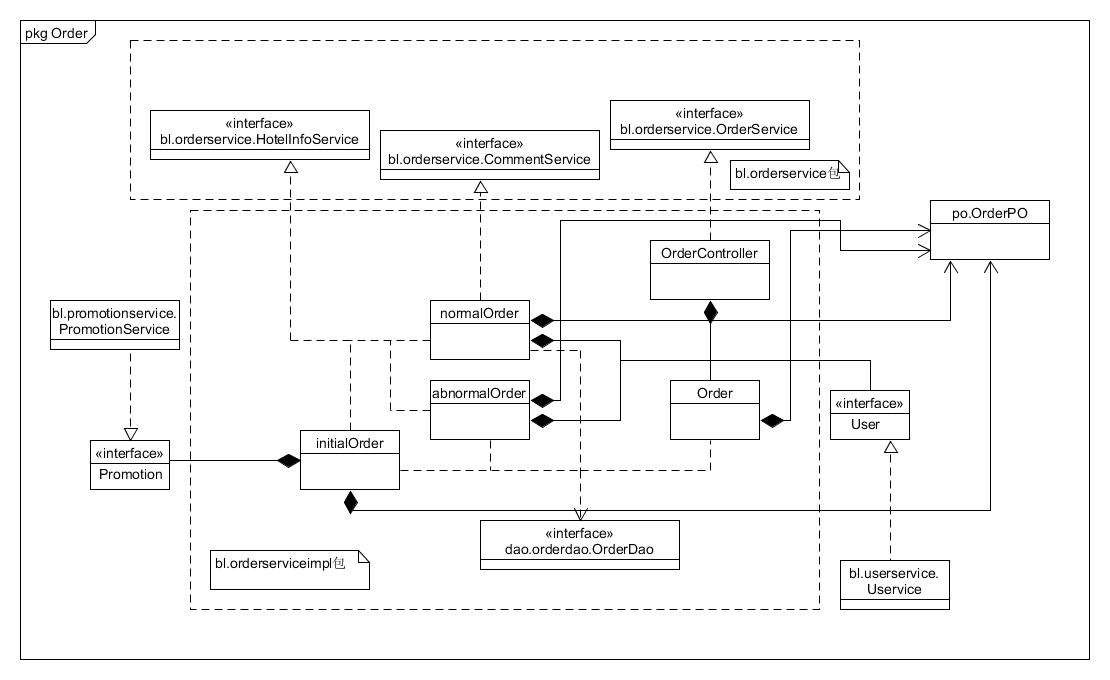 pkg Order
«interface»
bl.orderservice.HotelInfoService
«interface»
bl.orderservice.CommentService
«interface»
bl.orderservice.OrderService
bl.orderservice包
po.OrderPO
OrderController
bl.promotionservice.
PromotionService
normalOrder
abnormalOrder
Order
«interface»
User
«interface»
Promotion
initialOrder
«interface»
dao.orderdao.OrderDao
bl.orderserviceimpl包
bl.userservice.
Uservice